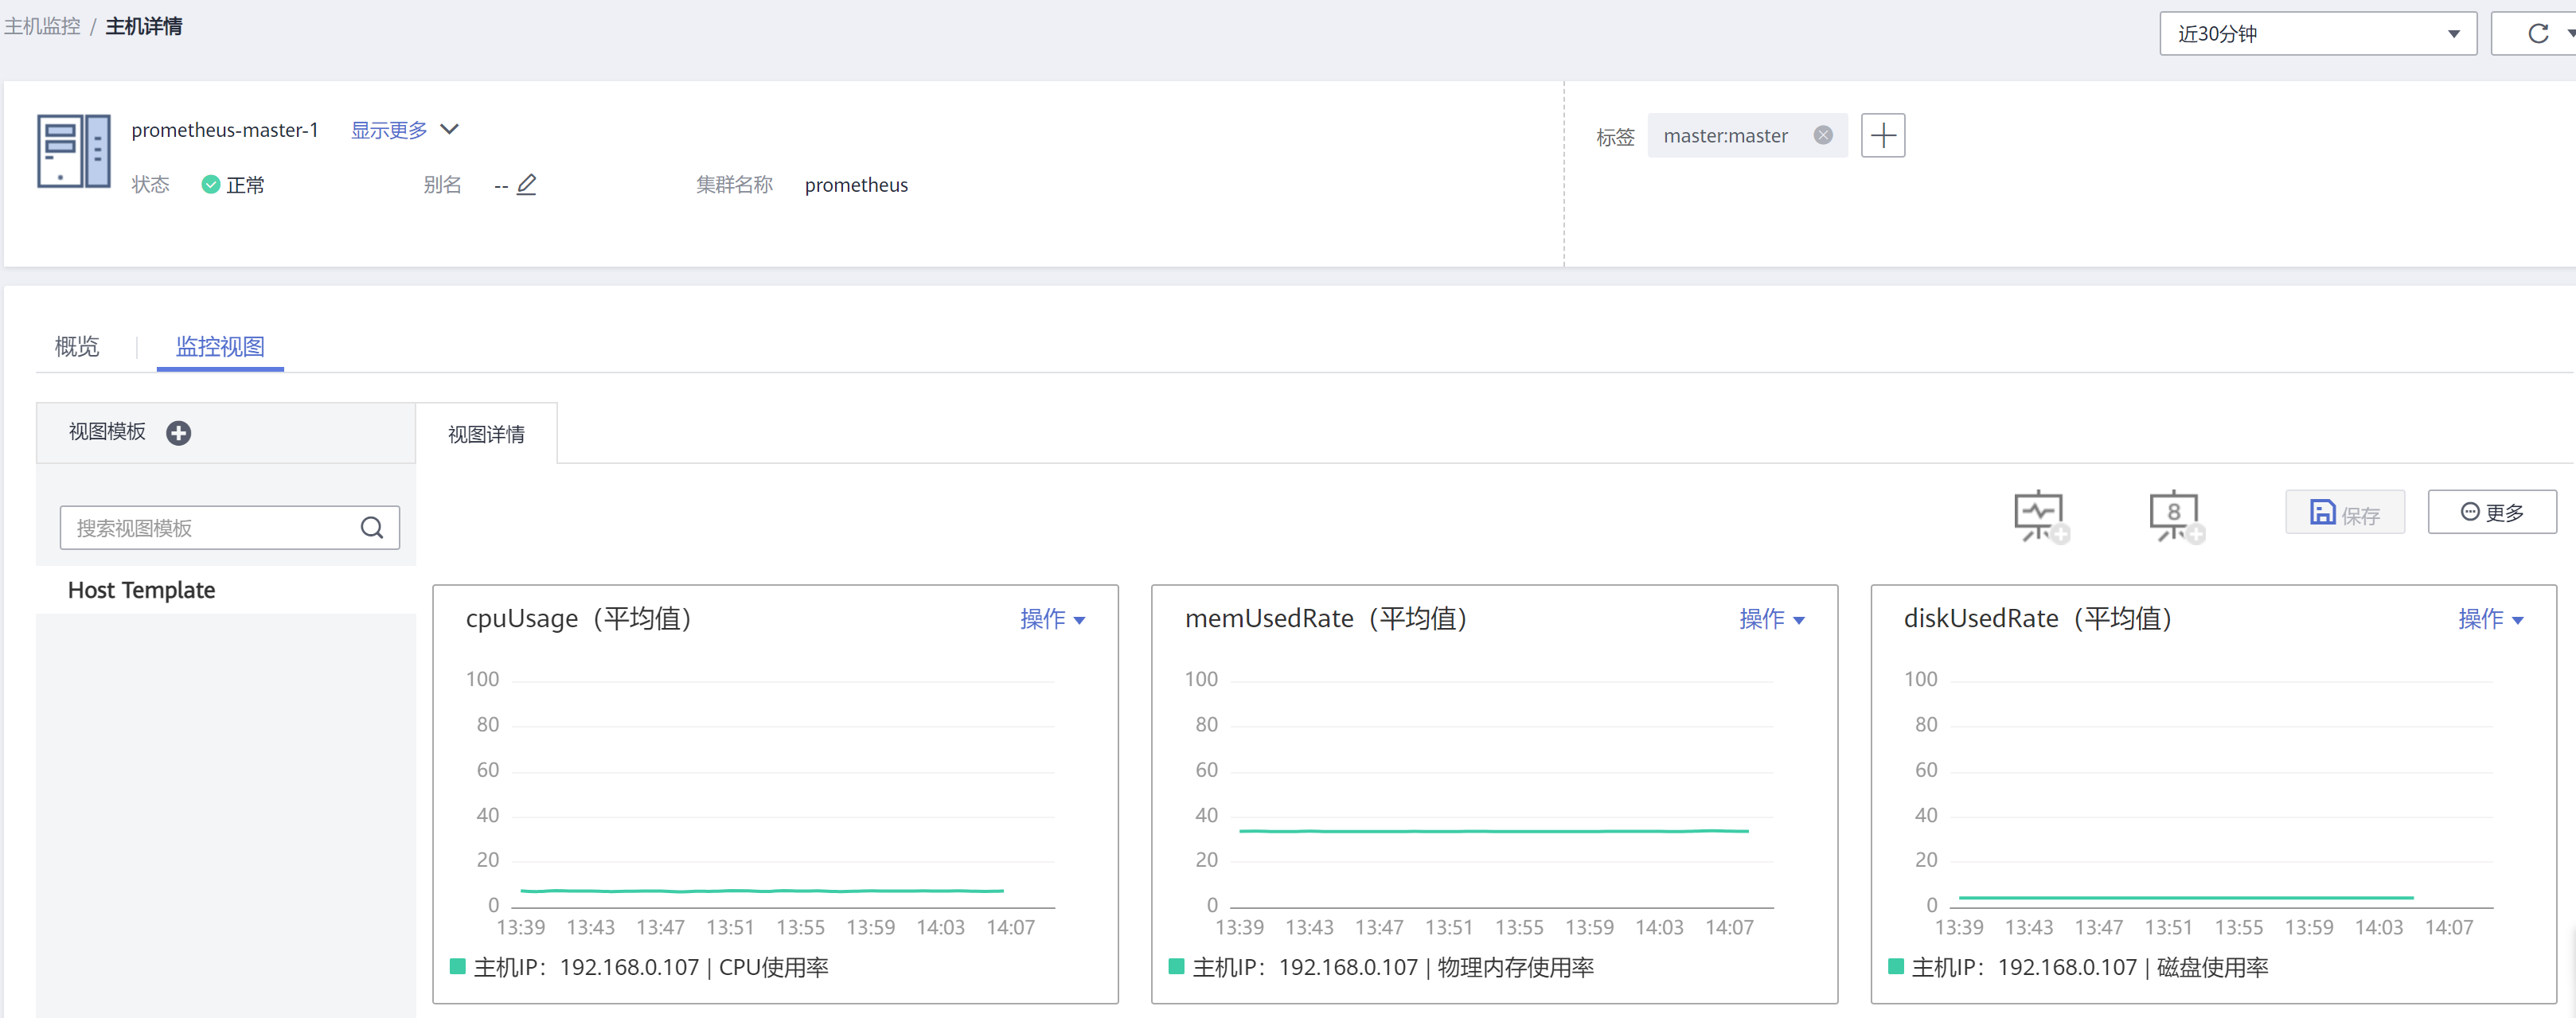 主机监控 / 主机详情
近30分钟
prometheus-master-1 显示更多
状态 正常 别名 -- 集群名称 prometheus
标签 master:master
概览 监控视图
视图模板
视图详情
搜索视图模板
8
保存
更多
Host Template
cpuUsage（平均值） 操作
100
80
60
40
20
0
13:39 13:43 13:47 13:51 13:55 13:59 14:03 14:07
主机IP：192.168.0.107 | CPU使用率
memUsedRate（平均值） 操作
100
80
60
40
20
0
13:39 13:43 13:47 13:51 13:55 13:59 14:03 14:07
主机IP：192.168.0.107 | 物理内存使用率
diskUsedRate（平均值） 操作
100
80
60
40
20
0
13:39 13:43 13:47 13:51 13:55 13:59 14:03 14:07
主机IP：192.168.0.107 | 磁盘使用率